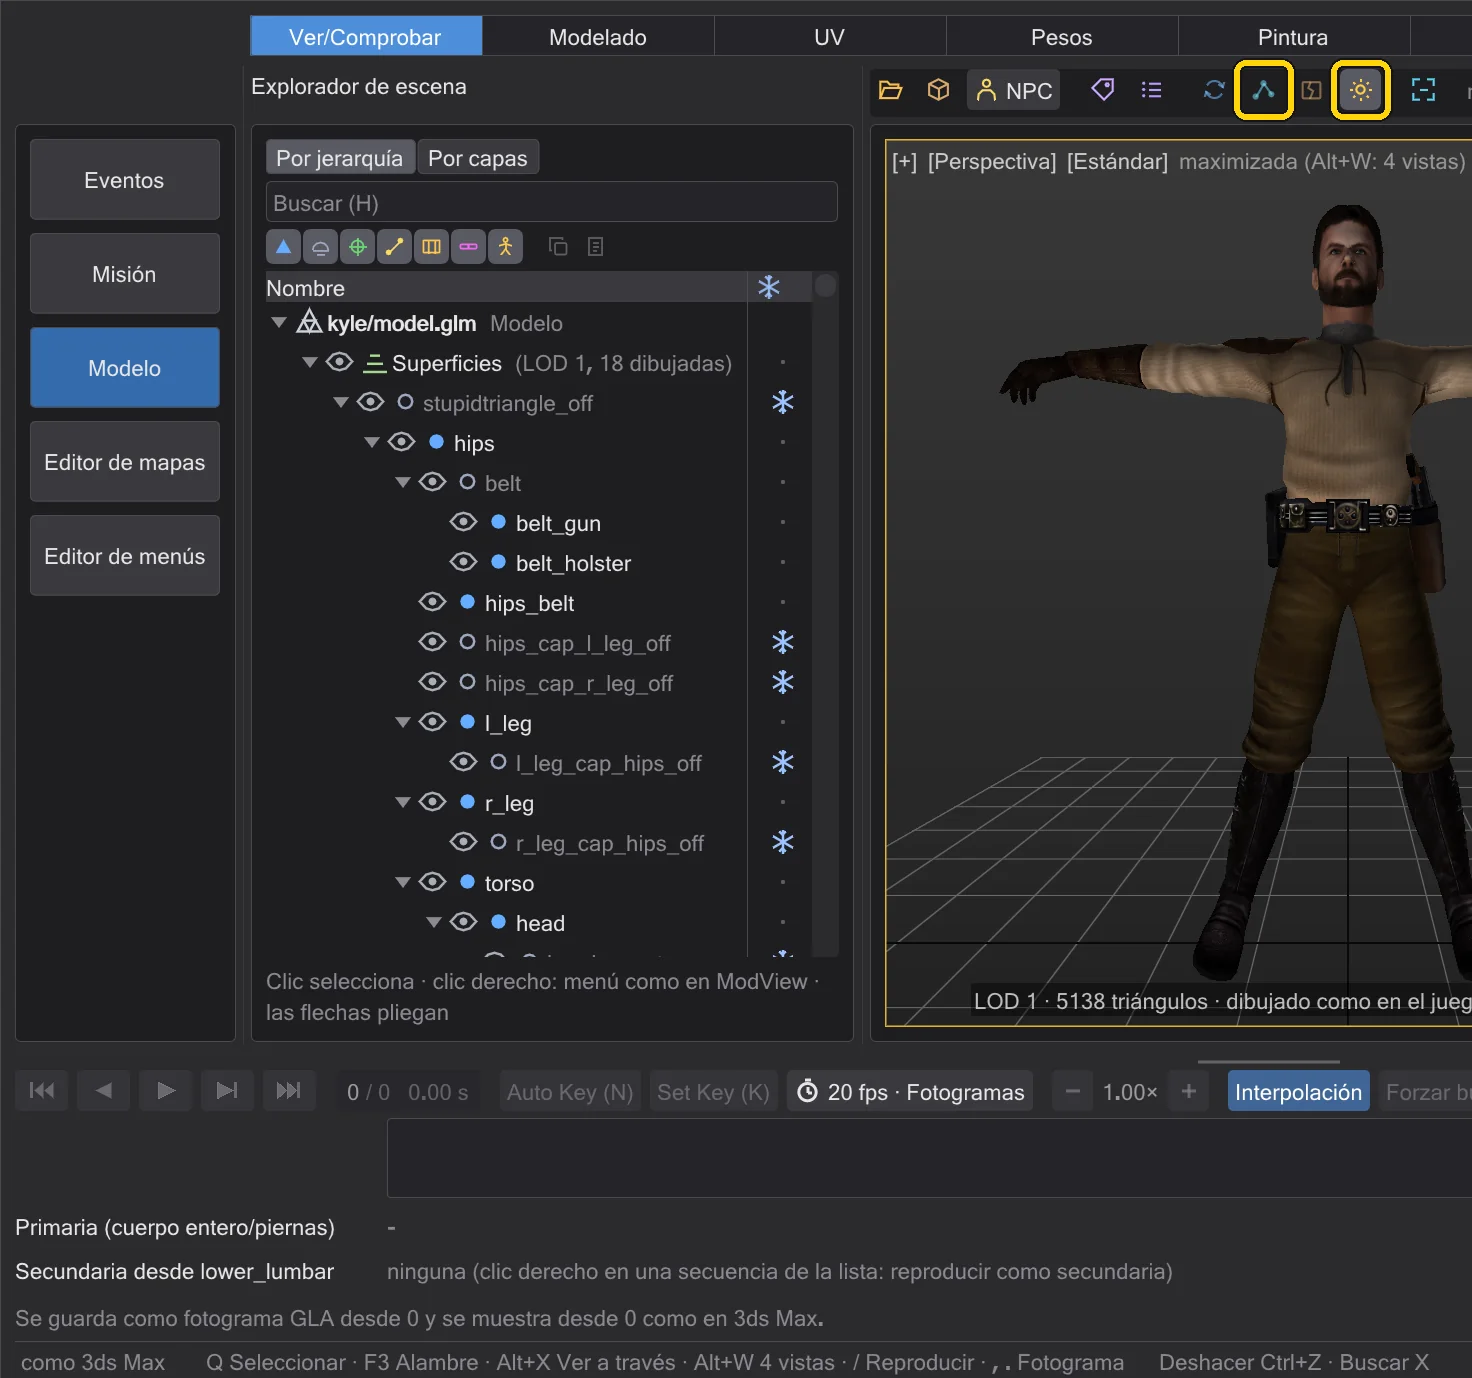 Ver/Comprobar
Modelado
UV
Pesos
Pintura
Explorador de escena
NPC
Eventos
Misión
Modelo
Editor de mapas
Editor de menús
Por jerarquía
Por capas
Buscar (H)
Nombre
kyle/model.glm Modelo
Superficies (LOD 1, 18 dibujadas)
stupidtriangle_off
hips
belt
belt_gun
belt_holster
hips_belt
hips_cap_l_leg_off
hips_cap_r_leg_off
l_leg
l_leg_cap_hips_off
r_leg
r_leg_cap_hips_off
torso
head
Clic selecciona · clic derecho: menú como en ModView ·
las flechas pliegan
[+] [Perspectiva] [Estándar] maximizada (Alt+W: 4 vistas)
LOD 1 · 5138 triángulos · dibujado como en el jueg
0 / 0 0.00 s
Auto Key (N)
Set Key (K)
20 fps · Fotogramas
− 1.00× +
Interpolación
Forzar bu
Primaria (cuerpo entero/piernas) -
Secundaria desde lower_lumbar ninguna (clic derecho en una secuencia de la lista: reproducir como secundaria)
Se guarda como fotograma GLA desde 0 y se muestra desde 0 como en 3ds Max.
como 3ds Max Q Seleccionar · F3 Alambre · Alt+X Ver a través · Alt+W 4 vistas · / Reproducir · , . Fotograma Deshacer Ctrl+Z · Buscar X